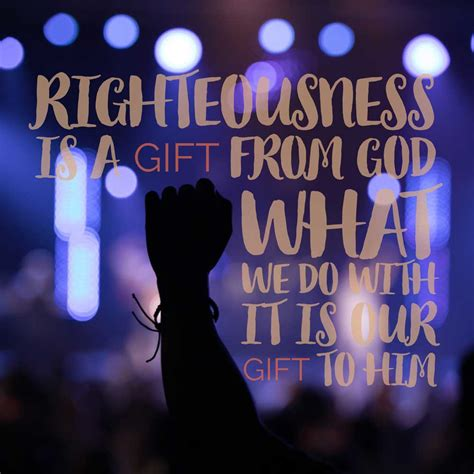 RIGHTEOUSNESS
IS A GIFT FROM GOD
WHAT
WE DO WITH
IT IS OUR
GIFT TO HIM